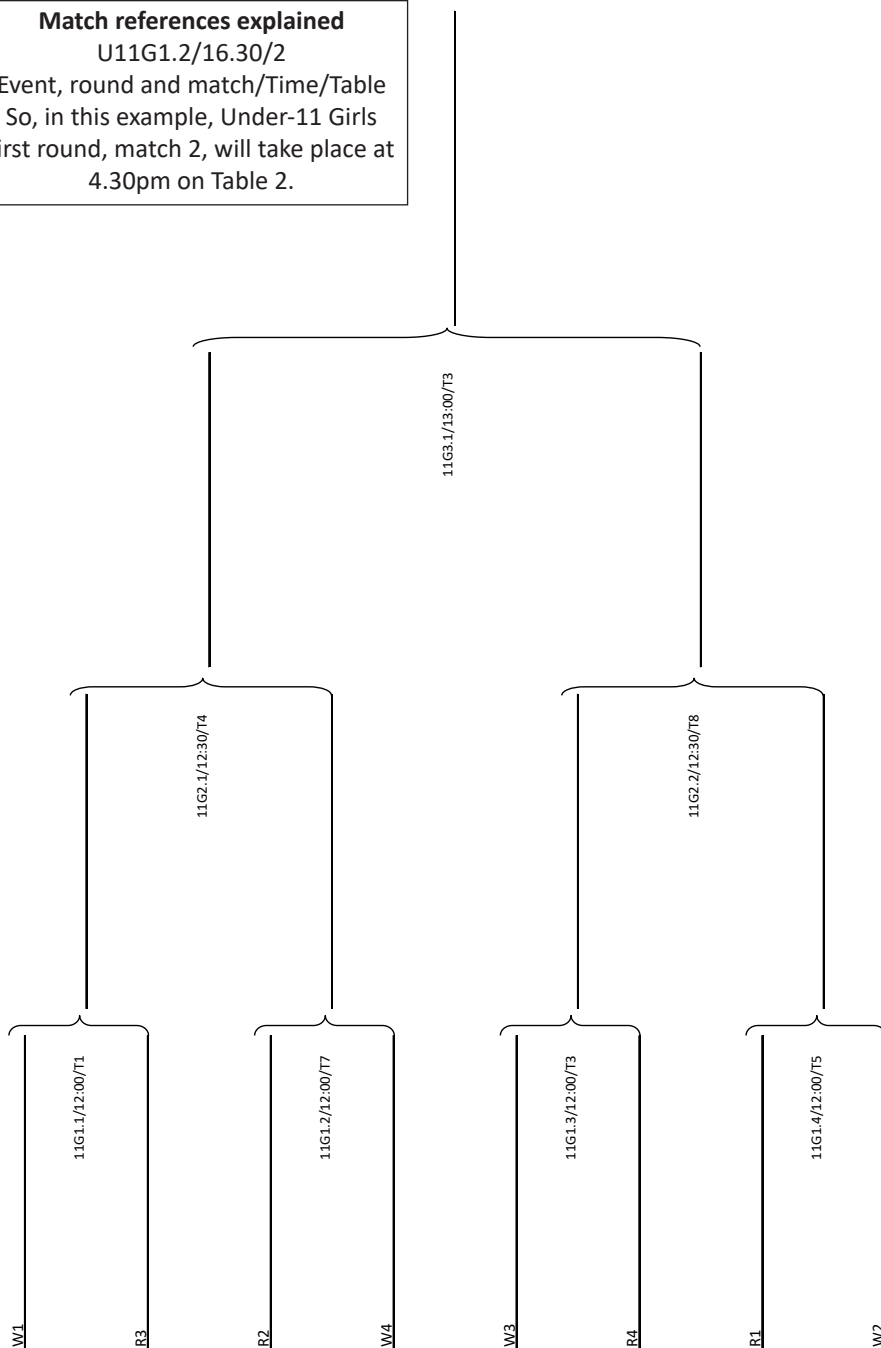 Match references explained
U11G1.2/16.30/2
Event, round and match/Time/Table
So, in this example, Under-11 Girls
first round, match 2, will take place at
4.30pm on Table 2.
11G3.1/13:00/T3
11G2.1/12:30/T4
11G2.2/12:30/T8
11G1.1/12:00/T1
11G1.2/12:00/T7
11G1.3/12:00/T3
11G1.4/12:00/T5
W1
R3
R2
W4
W3
R4
R1
W2